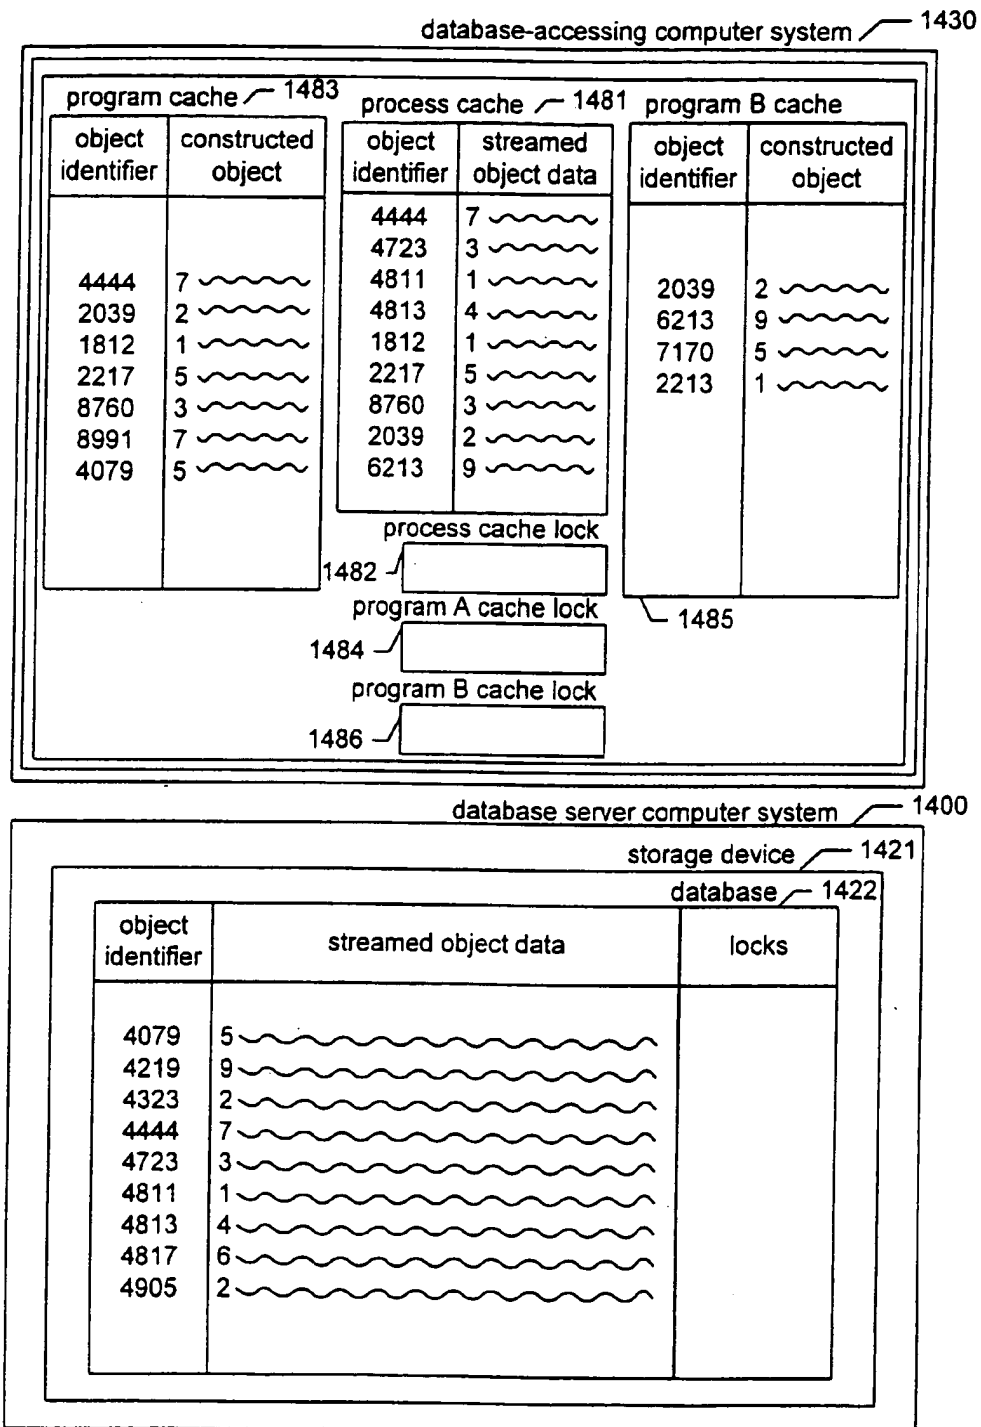 database-accessing computer system 1430
program cache 1483
object identifier constructed object
4444 7
2039 2
1812 1
2217 5
8760 3
8991 7
4079 5
process cache 1481
object identifier streamed object data
4444 7
4723 3
4811 1
4813 4
1812 1
2217 5
8760 3
2039 2
6213 9
program B cache
object identifier constructed object
2039 2
6213 9
7170 5
2213 1
1485
process cache lock
1482
program A cache lock
1484
program B cache lock
1486
database server computer system 1400
storage device 1421
database 1422
object identifier streamed object data locks
4079 5
4219 9
4323 2
4444 7
4723 3
4811 1
4813 4
4817 6
4905 2